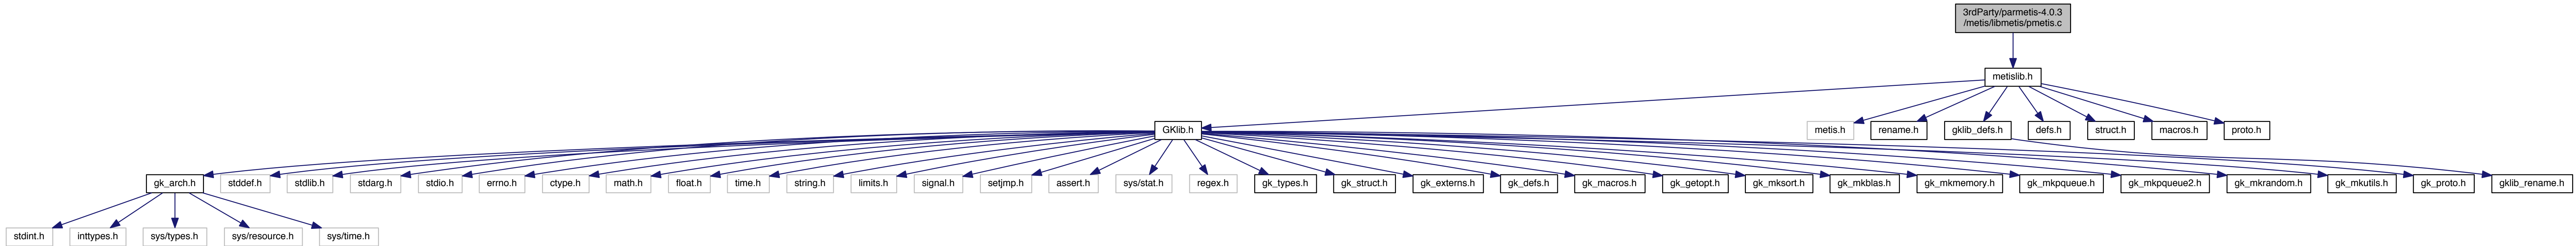 3rdParty/parmetis-4.0.3
/metis/libmetis/pmetis.c
metislib.h
GKlib.h
metis.h
rename.h
gklib_defs.h
defs.h
struct.h
macros.h
proto.h
gk_arch.h
stddef.h
stdlib.h
stdarg.h
stdio.h
errno.h
ctype.h
math.h
float.h
time.h
string.h
limits.h
signal.h
setjmp.h
assert.h
sys/stat.h
regex.h
gk_types.h
gk_struct.h
gk_externs.h
gk_defs.h
gk_macros.h
gk_getopt.h
gk_mksort.h
gk_mkblas.h
gk_mkmemory.h
gk_mkpqueue.h
gk_mkpqueue2.h
gk_mkrandom.h
gk_mkutils.h
gk_proto.h
gklib_rename.h
stdint.h
inttypes.h
sys/types.h
sys/resource.h
sys/time.h